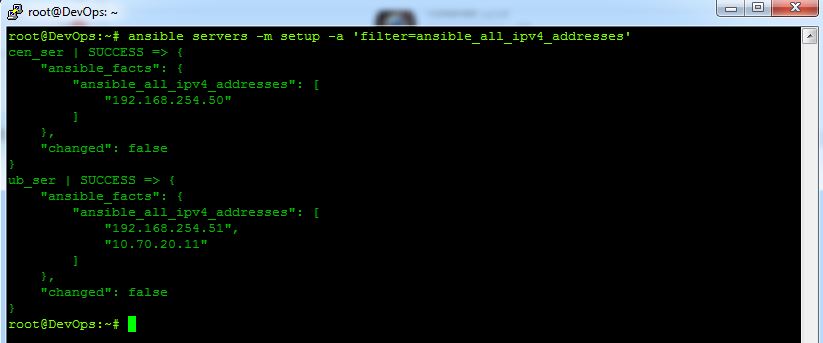 root@DevOps: ~
root@DevOps:~# ansible servers -m setup -a 'filter=ansible_all_ipv4_addresses'
cen_ser | SUCCESS => {
    "ansible_facts": {
        "ansible_all_ipv4_addresses": [
            "192.168.254.50"
        ]
    },
    "changed": false
}
ub_ser | SUCCESS => {
    "ansible_facts": {
        "ansible_all_ipv4_addresses": [
            "192.168.254.51",
            "10.70.20.11"
        ]
    },
    "changed": false
}
root@DevOps:~#